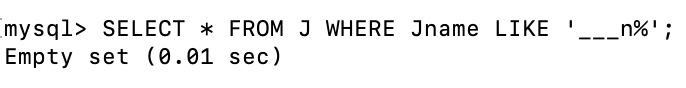 mysql> SELECT * FROM J WHERE Jname LIKE '___n%';
Empty set (0.01 sec)